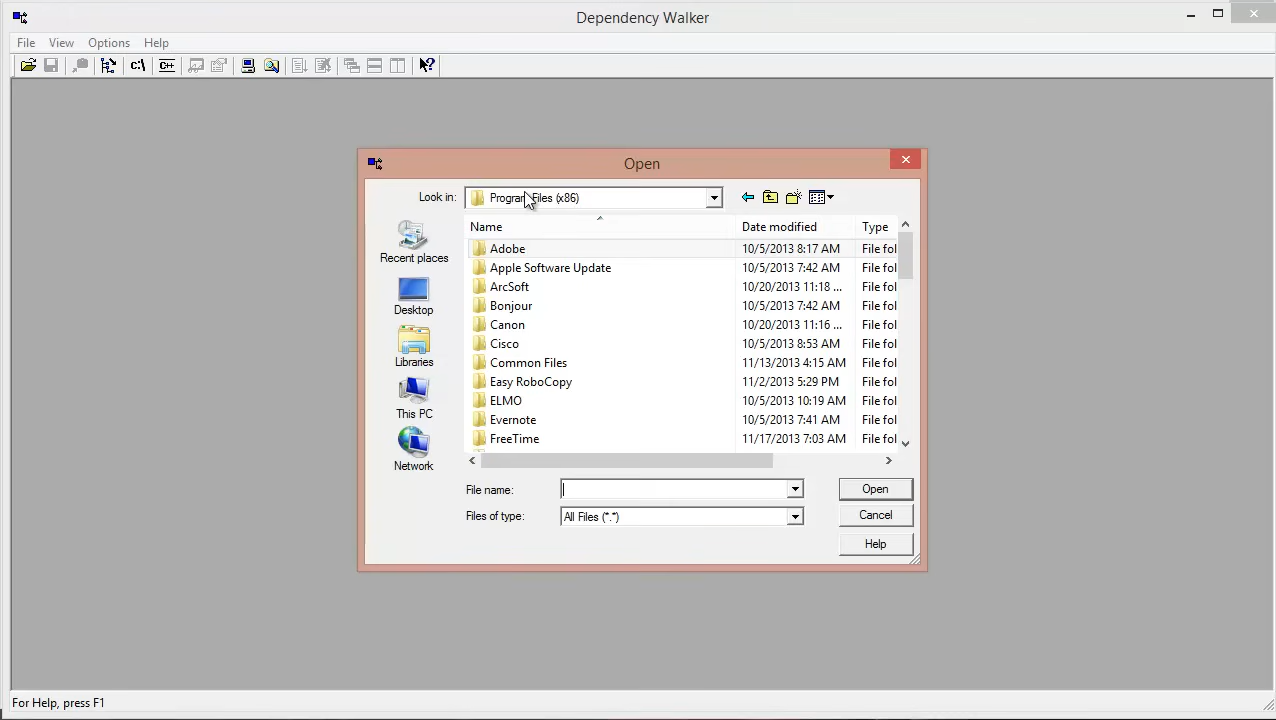 Dependency Walker
File View Options Help
C:\ C++
Open
Look in: Program Files (x86)
Name Date modified Type
Adobe 10/5/2013 8:17 AM File fol
Apple Software Update 10/5/2013 7:42 AM File fol
ArcSoft 10/20/2013 11:18 ... File fol
Bonjour 10/5/2013 7:42 AM File fol
Canon 10/20/2013 11:16 ... File fol
Cisco 10/5/2013 8:53 AM File fol
Common Files 11/13/2013 4:15 AM File fol
Easy RoboCopy 11/2/2013 5:29 PM File fol
ELMO 10/5/2013 10:19 AM File fol
Evernote 10/5/2013 7:41 AM File fol
FreeTime 11/17/2013 7:03 AM File fol
Recent places
Desktop
Libraries
This PC
Network
File name: Open
Files of type: All Files (*.*) Cancel
Help
For Help, press F1